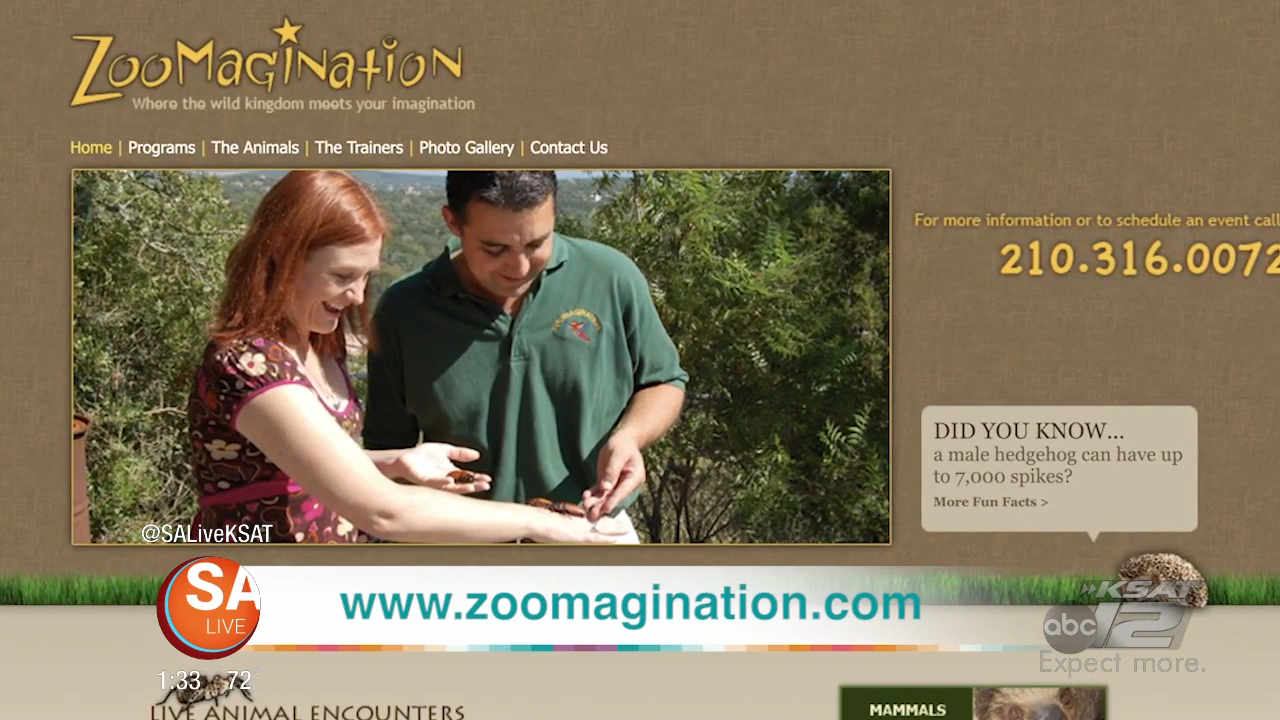 ZooMagination
Where the wild kingdom meets your imagination
Home | Programs | The Animals | The Trainers | Photo Gallery | Contact Us
For more information or to schedule an event call
210.316.0072
ZOOMAGINATION
DID YOU KNOW...
a male hedgehog can have up
to 7,000 spikes?
More Fun Facts >
@SALiveKSAT
SA
LIVE
www.zoomagination.com
KSAT
abc 12
Expect more.
1:33 72°
LIVE ANIMAL ENCOUNTERS
MAMMALS